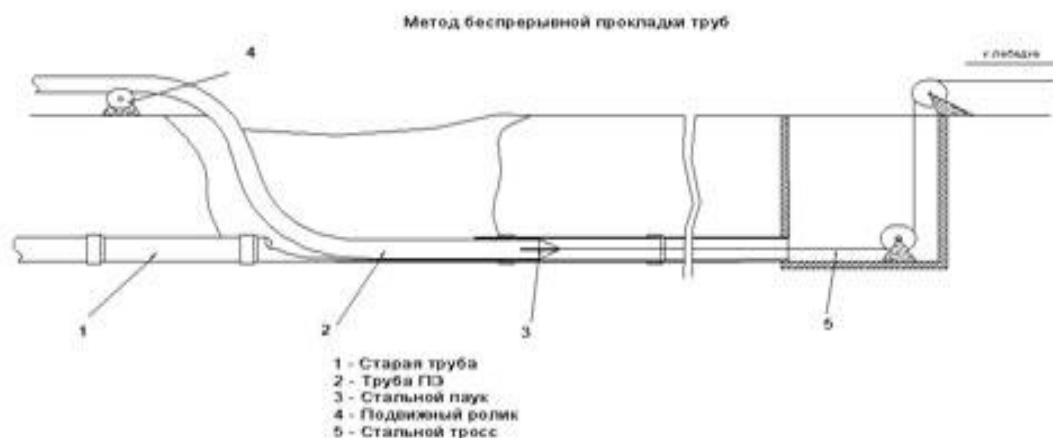 Метод беспрерывной прокладки труб
4
к лебедке
1
2
3
5
1 - Старая труба
2 - Труба ПЭ
3 - Стальной паук
4 - Подвижный ролик
5 - Стальной тросс